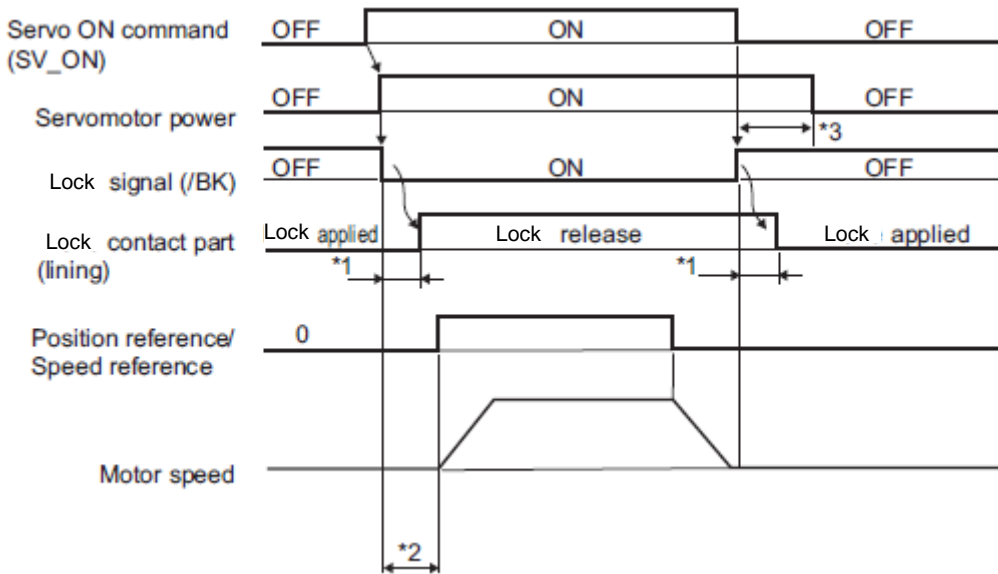 Servo ON command
(SV_ON)
OFF ON OFF
Servomotor power
OFF ON OFF
*3
Lock signal (/BK)
OFF ON OFF
Lock contact part
(lining)
Lock applied Lock release Lock applied
*1 *1
Position reference/
Speed reference
0
Motor speed
*2